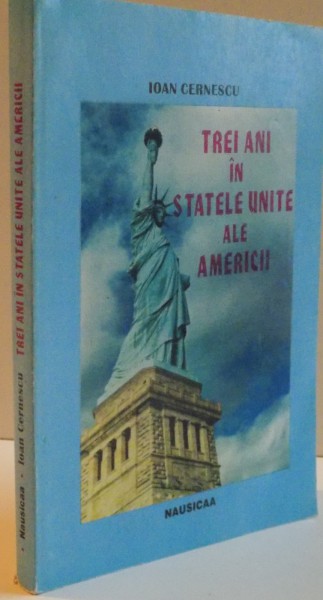 IOAN CERNESCU
TREI ANI
ÎN
STATELE UNITE
ALE
AMERICII
NAUSICAA
• Nausicaa • Ioan Cernescu TREI ANI ÎN STATELE UNITE ALE AMERICII